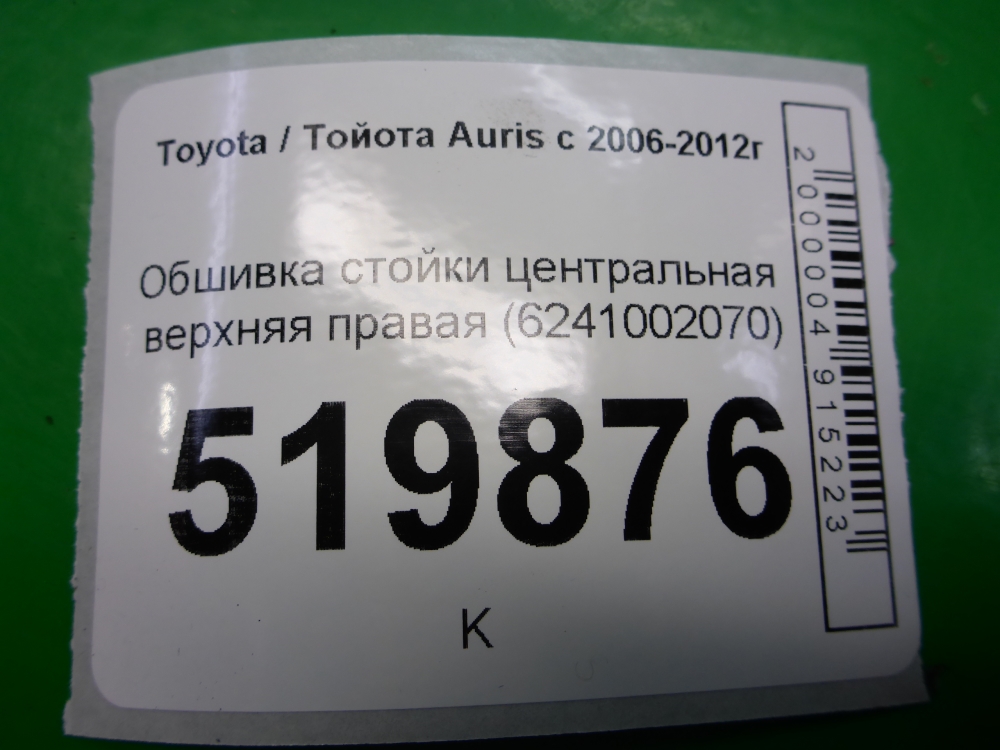 Toyota / Тойота Auris с 2006-2012г
Обшивка стойки центральная
верхняя правая (6241002070)
519876
К
2000004915223